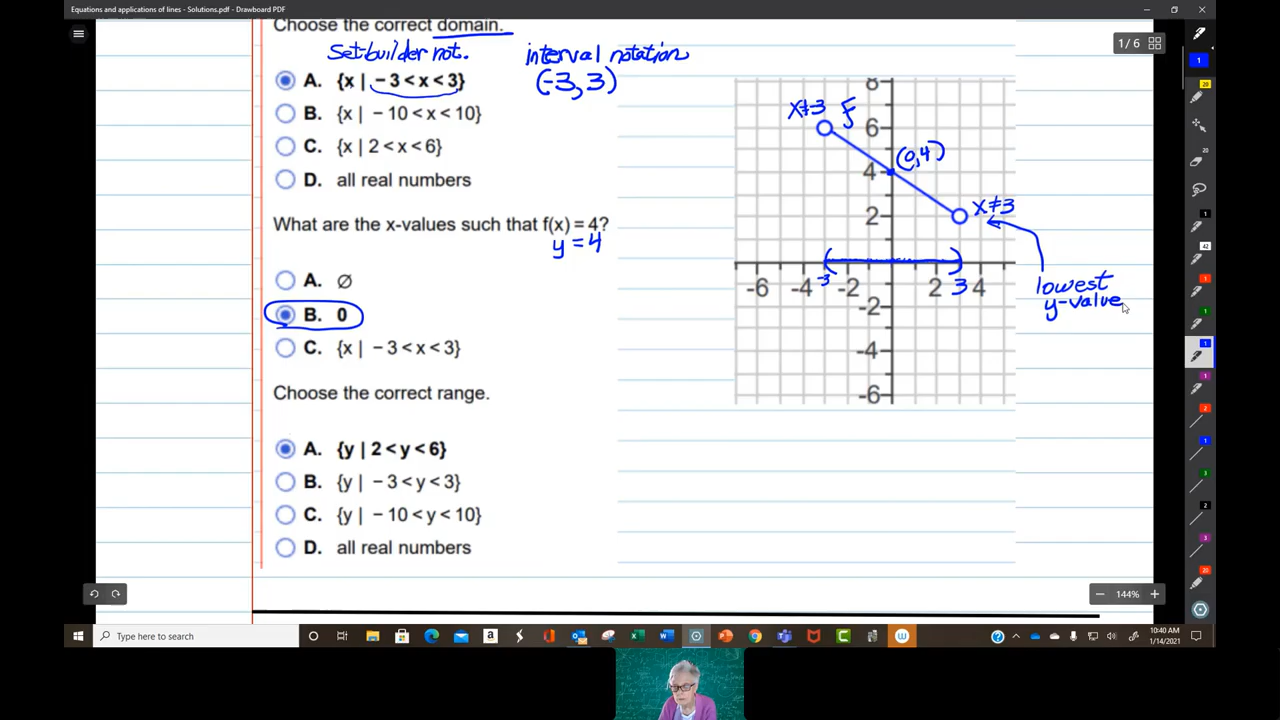 Equations and applications of lines - Solutions.pdf - Drawboard PDF
1/6
Choose the correct domain.
Set-builder not. interval notation
A. {x | - 3 < x < 3} (-3, 3)
B. {x | - 10 < x < 10}
C. {x | 2 < x < 6}
D. all real numbers
What are the x-values such that f(x) = 4?
y = 4
A. ∅
B. 0
C. {x | - 3 < x < 3}
Choose the correct range.
A. {y | 2 < y < 6}
B. {y | - 3 < y < 3}
C. {y | - 10 < y < 10}
D. all real numbers
8
x≠-3 f
6
(0,4)
4
x≠3
2
-3 3
-6 -4 -2 2 4
-2
-4
-6
lowest
y-value
144%
Type here to search
10:40 AM
1/14/2021